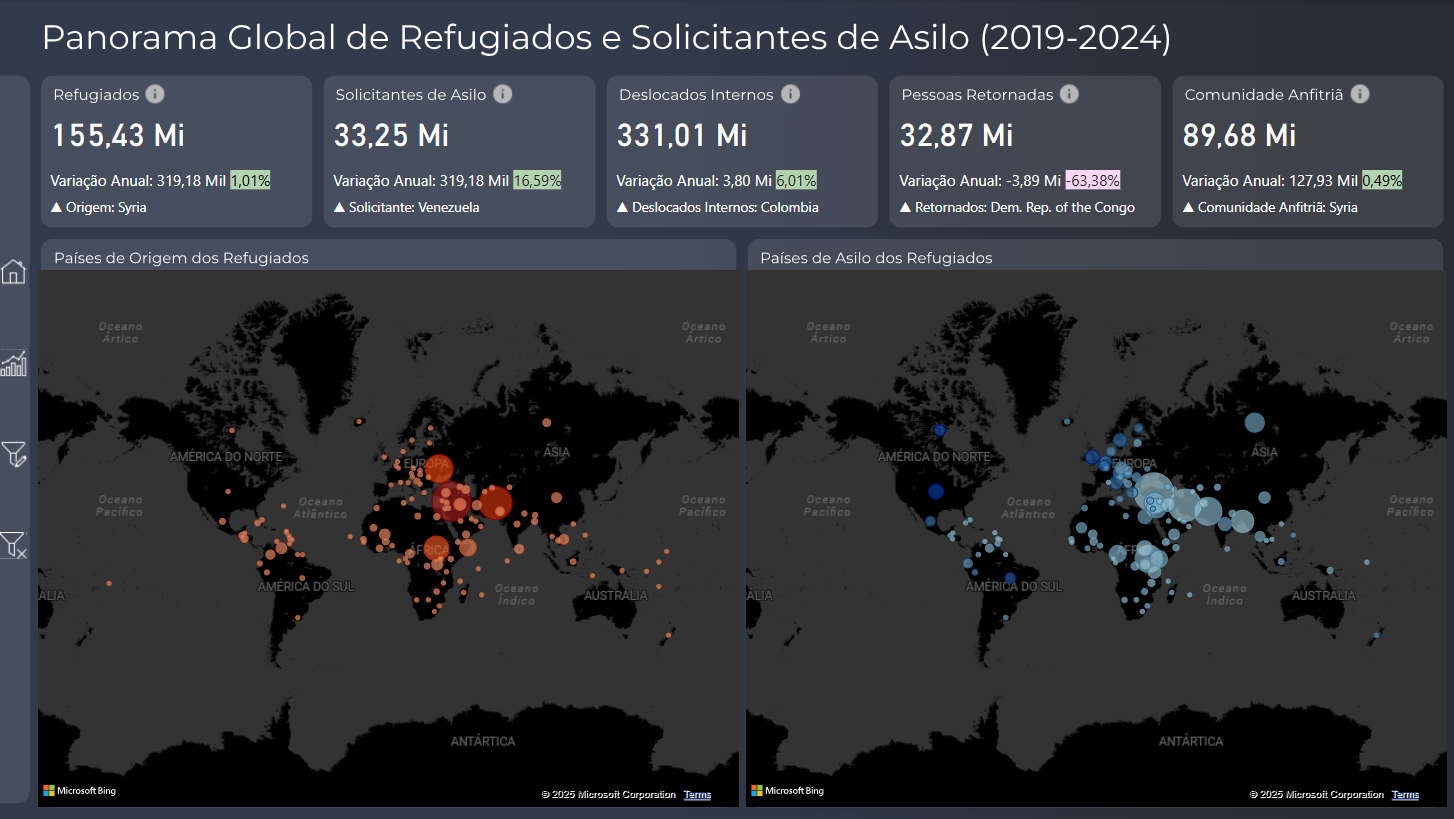 Panorama Global de Refugiados e Solicitantes de Asilo (2019-2024)
Refugiados
155,43 Mi
Variação Anual: 319,18 Mil 1,01%
▲ Origem: Syria
Solicitantes de Asilo
33,25 Mi
Variação Anual: 319,18 Mil 16,59%
▲ Solicitante: Venezuela
Deslocados Internos
331,01 Mi
Variação Anual: 3,80 Mi 6,01%
▲ Deslocados Internos: Colombia
Pessoas Retornadas
32,87 Mi
Variação Anual: -3,89 Mi -63,38%
▲ Retornados: Dem. Rep. of the Congo
Comunidade Anfitriã
89,68 Mi
Variação Anual: 127,93 Mil 0,49%
▲ Comunidade Anfitriã: Syria
Países de Origem dos Refugiados
Oceano
Ártico
Oceano
Ártico
AMÉRICA DO NORTE
EUROPA
ÁSIA
Oceano
Pacífico
Oceano
Atlântico
Oceano
Pacífico
ÁFRICA
AMÉRICA DO SUL
Oceano
Índico
ÁLIA
AUSTRÁLIA
ANTÁRTICA
Microsoft Bing
© 2025 Microsoft Corporation Terms
Países de Asilo dos Refugiados
Oceano
Ártico
Oceano
Ártico
AMÉRICA DO NORTE
EUROPA
ÁSIA
Oceano
Pacífico
Oceano
Atlântico
Oceano
Pacífico
ÁFRICA
AMÉRICA DO SUL
Oceano
Índico
ÁLIA
AUSTRÁLIA
ANTÁRTICA
Microsoft Bing
© 2025 Microsoft Corporation Terms